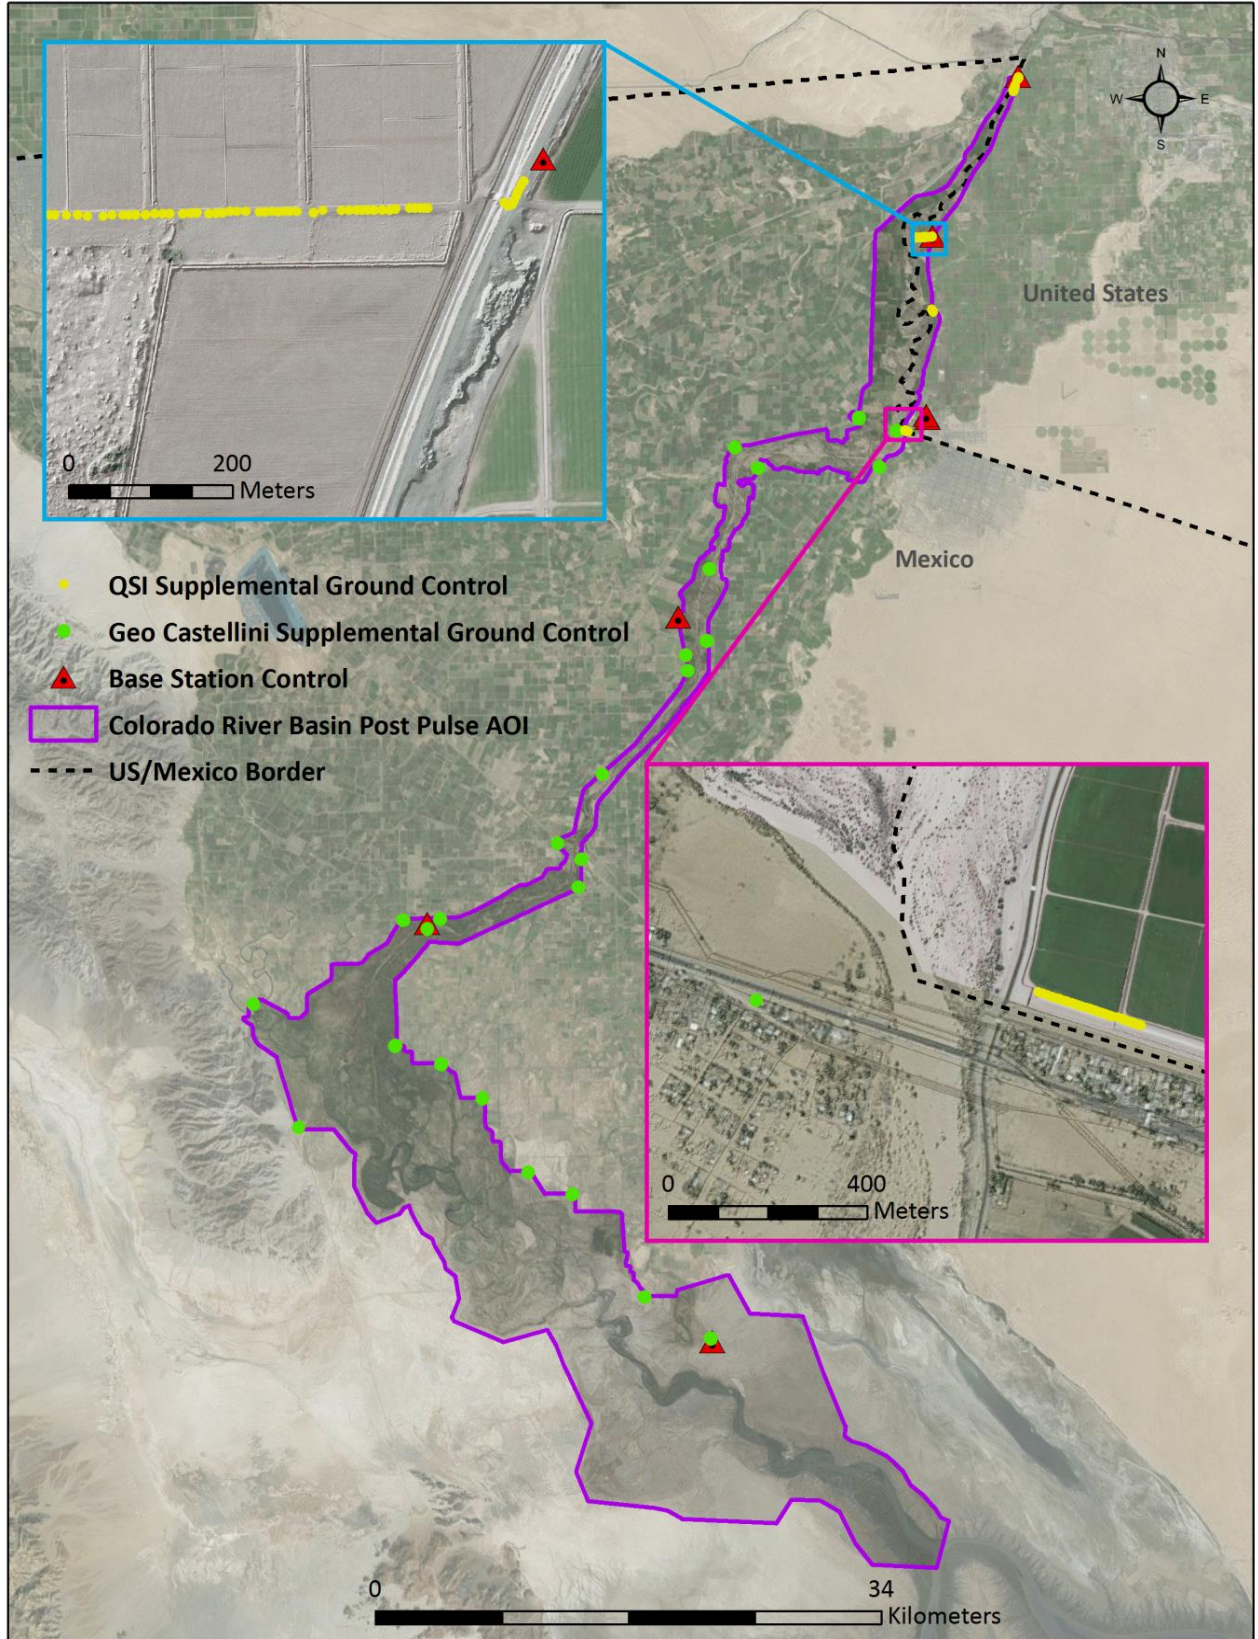 N
W E
S
United States
0 200
Meters
Mexico
QSI Supplemental Ground Control
Geo Castellini Supplemental Ground Control
Base Station Control
Colorado River Basin Post Pulse AOI
US/Mexico Border
0 400
Meters
0 34
Kilometers